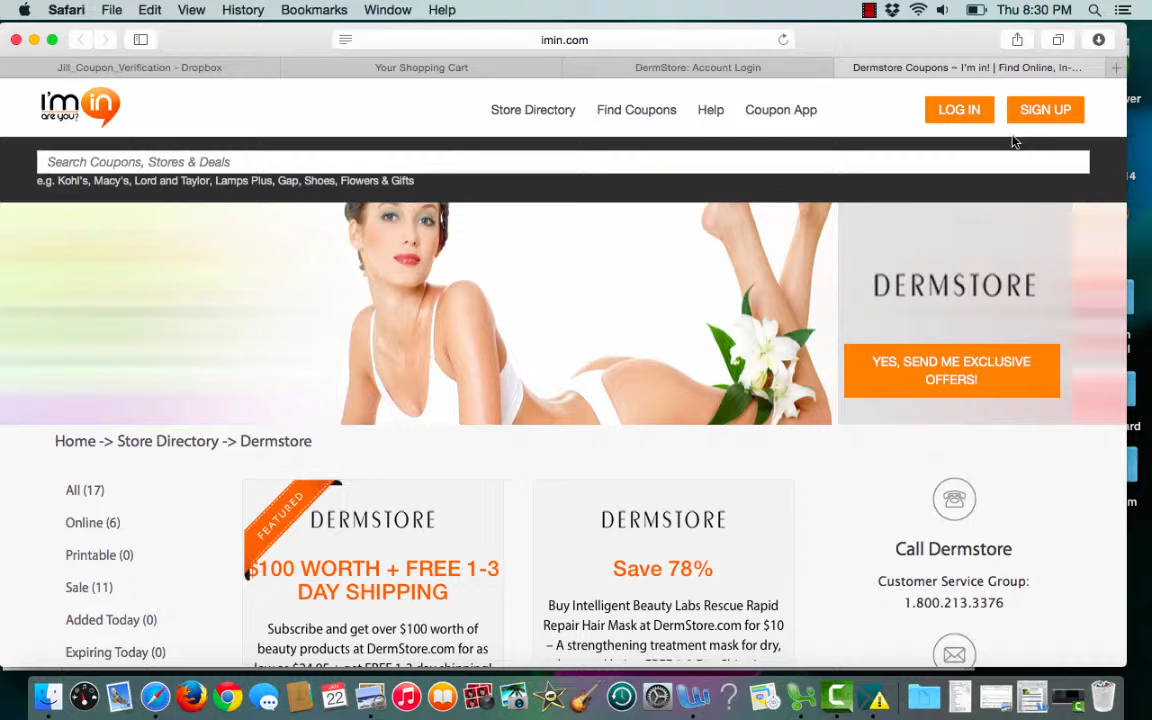 Safari File Edit View History Bookmarks Window Help Thu 8:30 PM
imin.com
Jill_Coupon_Verification - Dropbox Your Shopping Cart DermStore: Account Login Dermstore Coupons ~ I'm in! | Find Online, In-...
I'm in
are you?
Store Directory Find Coupons Help Coupon App LOG IN SIGN UP
Search Coupons, Stores & Deals
e.g. Kohl's, Macy's, Lord and Taylor, Lamps Plus, Gap, Shoes, Flowers & Gifts
DERMSTORE
YES, SEND ME EXCLUSIVE
OFFERS!
Home -> Store Directory -> Dermstore
All (17)
Online (6)
Printable (0)
Sale (11)
Added Today (0)
Expiring Today (0)
FEATURED
DERMSTORE
$100 WORTH + FREE 1-3
DAY SHIPPING
Subscribe and get over $100 worth of
beauty products at DermStore.com for as
DERMSTORE
Save 78%
Buy Intelligent Beauty Labs Rescue Rapid
Repair Hair Mask at DermStore.com for $10
– A strengthening treatment mask for dry,
Call Dermstore
Customer Service Group:
1.800.213.3376
JAN
22